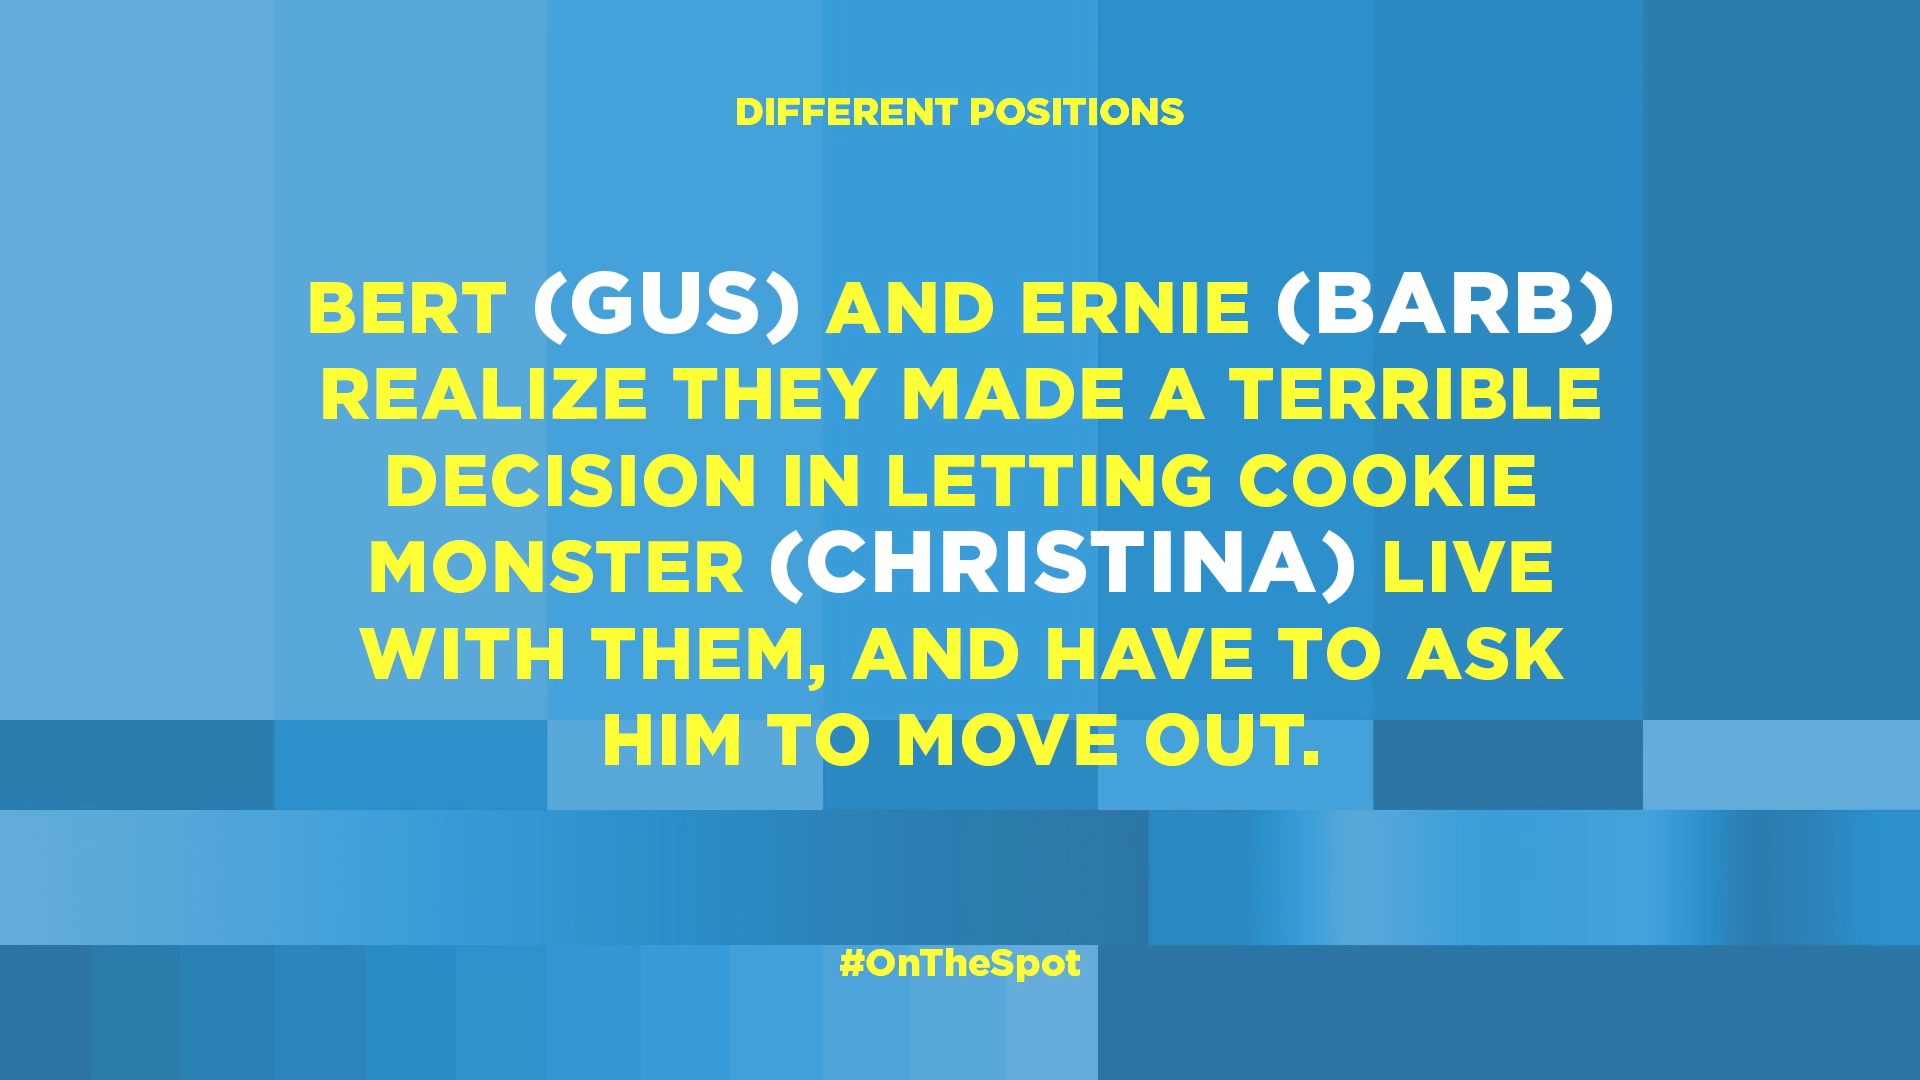 DIFFERENT POSITIONS
BERT (GUS) AND ERNIE (BARB)
REALIZE THEY MADE A TERRIBLE
DECISION IN LETTING COOKIE
MONSTER (CHRISTINA) LIVE
WITH THEM, AND HAVE TO ASK
HIM TO MOVE OUT.
#OnTheSpot